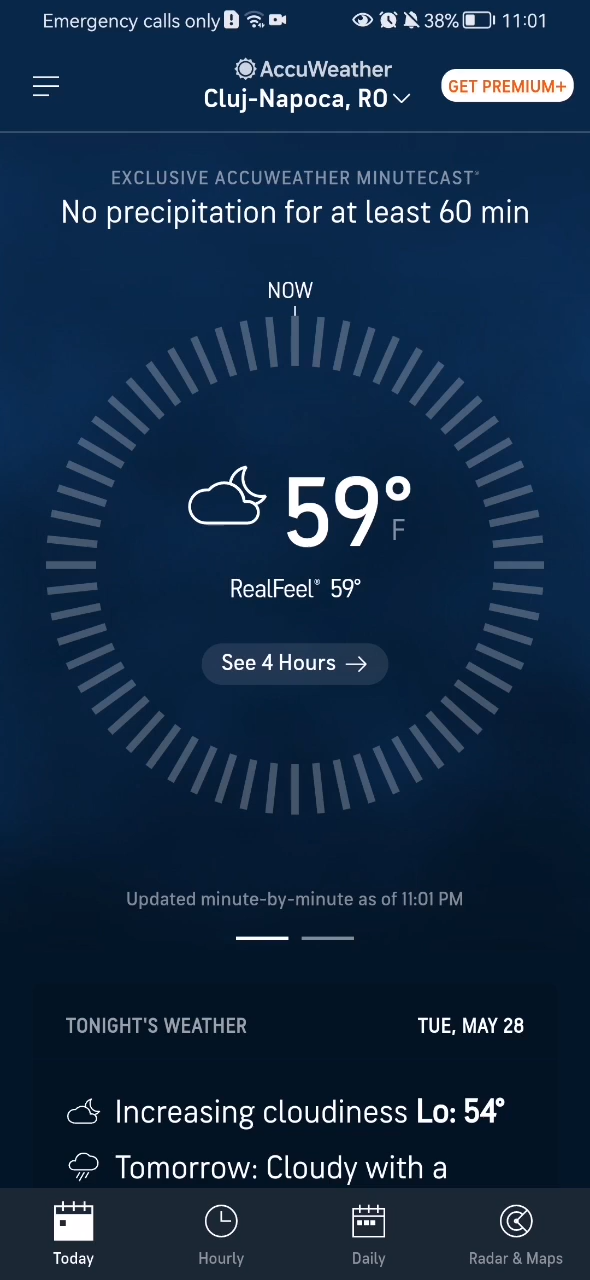 Emergency calls only 38% 11:01
AccuWeather
Cluj-Napoca, RO
GET PREMIUM+
EXCLUSIVE ACCUWEATHER MINUTECAST®
No precipitation for at least 60 min
NOW
59°
F
RealFeel® 59°
See 4 Hours →
Updated minute-by-minute as of 11:01 PM
TONIGHT'S WEATHER TUE, MAY 28
Increasing cloudiness Lo: 54°
Tomorrow: Cloudy with a
Today Hourly Daily Radar & Maps